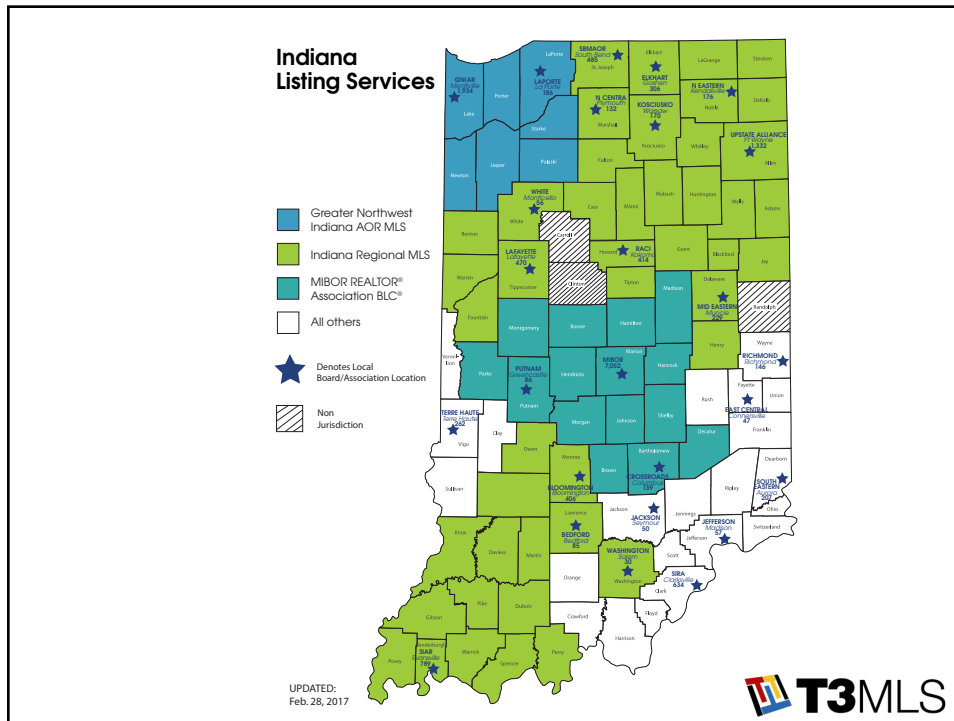 Indiana
Listing Services
Greater Northwest
Indiana AOR MLS
Indiana Regional MLS
MIBOR REALTOR®
Association BLC®
All others
Denotes Local
Board/Association Location
Non
Jurisdiction
UPDATED:
Feb. 28, 2017
LaPorte
LAPORTE
La Porte
186
GNIAR
Merrillville
1,934
Lake
Porter
Starke
Newton
Jasper
Pulaski
SBMAOR
South Bend
485
St. Joseph
Elkhart
ELKHART
Goshen
306
LaGrange
Steuben
N EASTERN
Kendallville
176
Noble
DeKalb
N CENTRA
Plymouth
132
Marshall
KOSCIUSKO
Warsaw
170
Kosciusko
Whitley
UPSTATE ALLIANCE
Ft Wayne
1,332
Allen
Fulton
Wabash
Huntington
Miami
Cass
Wells
Adams
WHITE
Monticello
56
White
Carroll
Benton
Howard
RACI
Kokomo
414
Grant
Blackford
Jay
LAFAYETTE
Lafayette
470
Tippecanoe
Clinton
Tipton
Warren
Fountain
Madison
Delaware
MID EASTERN
Muncie
229
Randolph
Montgomery
Boone
Hamilton
Henry
Wayne
RICHMOND
Richmond
146
Vermil-
lion
Parke
PUTNAM
Greencastle
86
Putnam
Hendricks
Marion
MIBOR
7,052
Hancock
Rush
Fayette
EAST CENTRAL
Connersville
47
Union
Franklin
Morgan
Johnson
Shelby
Decatur
TERRE HAUTE
Terre Haute
262
Vigo
Clay
Owen
Monroe
BLOOMINGTON
Bloomington
406
Brown
Bartholomew
CROSSROADS
Columbus
139
Dearborn
SOUTH
EASTERN
Aurora
202
Ohio
Ripley
Switzerland
Sullivan
Lawrence
BEDFORD
Bedford
85
Jackson
JACKSON
Seymour
50
Jennings
JEFFERSON
Madison
57
Jefferson
Knox
Daviess
Martin
Orange
WASHINGTON
Salem
30
Washington
Scott
SIRA
Clarksville
634
Clark
Floyd
Harrison
Crawford
Gibson
Pike
Dubois
Posey
Vanderburgh
SIAR
Evansville
789
Warrick
Spencer
Perry
T3MLS